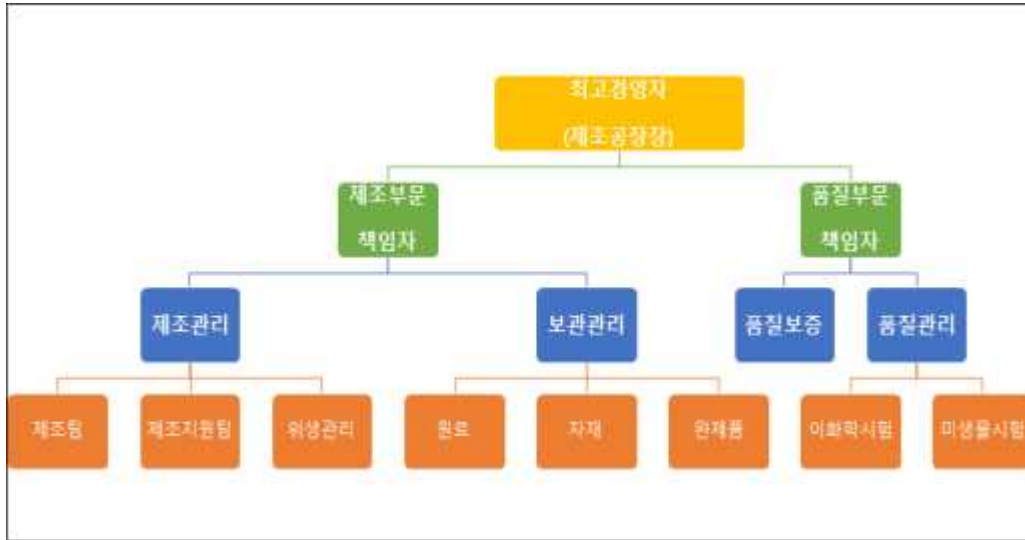 최고경영자
(제조공장장)
제조부문
책임자
품질부문
책임자
제조관리
보관관리
품질보증
품질관리
제조팀
제조지원팀
위생관리
원료
자재
완제품
이화학시험
미생물시험